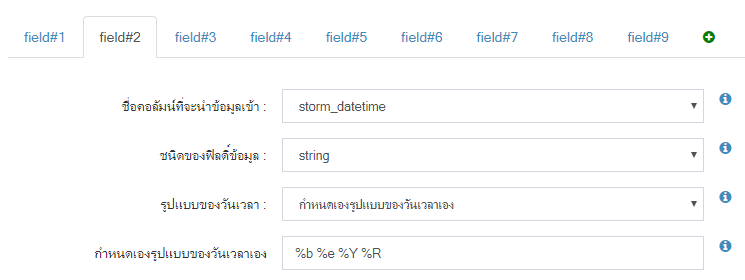 field#1 field#2 field#3 field#4 field#5 field#6 field#7 field#8 field#9
ชื่อคอลัมน์ที่จะนำข้อมูลเข้า : storm_datetime
ชนิดของฟิลด์ข้อมูล : string
รูปแบบของวันเวลา : กำหนดเองรูปแบบของวันเวลาเอง
กำหนดเองรูปแบบของวันเวลาเอง %b %e %Y %R